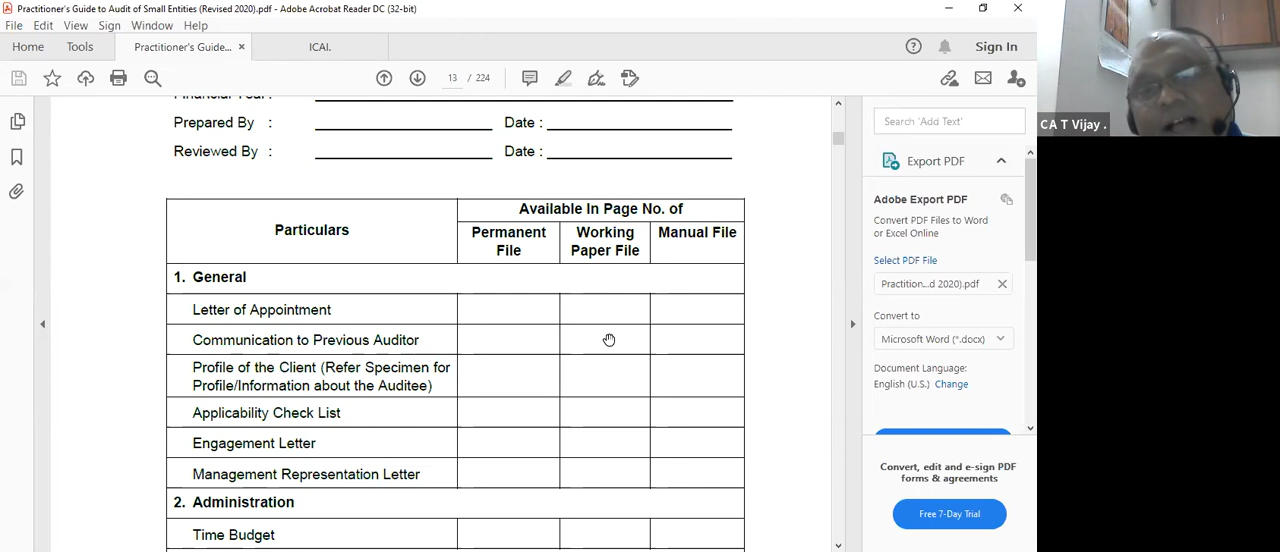 Practitioner's Guide to Audit of Small Entities (Revised 2020).pdf - Adobe Acrobat Reader DC (32-bit)
File Edit View Sign Window Help
Home Tools Practitioner's Guide... × ICAI. Sign In
13 / 224
Prepared By : Date :
Reviewed By : Date :
Particulars
Available In Page No. of
Permanent File
Working Paper File
Manual File
1. General
Letter of Appointment
Communication to Previous Auditor
Profile of the Client (Refer Specimen for
Profile/Information about the Auditee)
Applicability Check List
Engagement Letter
Management Representation Letter
2. Administration
Time Budget
Search 'Add Text'
Export PDF
Adobe Export PDF
Convert PDF Files to Word
or Excel Online
Select PDF File
Practition...d 2020).pdf
Convert to
Microsoft Word (*.docx)
Document Language:
English (U.S.) Change
Convert, edit and e-sign PDF
forms & agreements
Free 7-Day Trial
CA T Vijay .